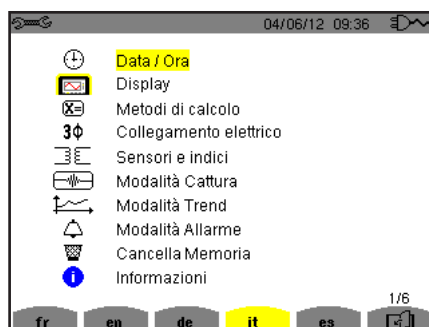 04/06/12 09:36
Data / Ora
Display
X= Metodi di calcolo
3Φ Collegamento elettrico
Sensori e indici
Modalità Cattura
Modalità Trend
Modalità Allarme
Cancella Memoria
i Informazioni
1/6
fr en de it es